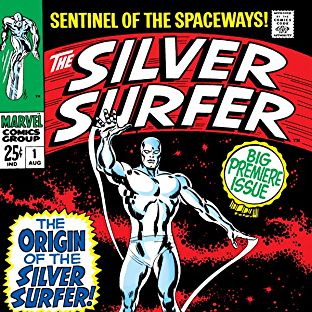 SENTINEL OF THE SPACEWAYS!
THE
SILVER
SURFER
MARVEL
COMICS
GROUP
25¢
IND
1
AUG
BIG
PREMIERE
ISSUE
THE
ORIGIN
OF THE
SILVER
SURFER!